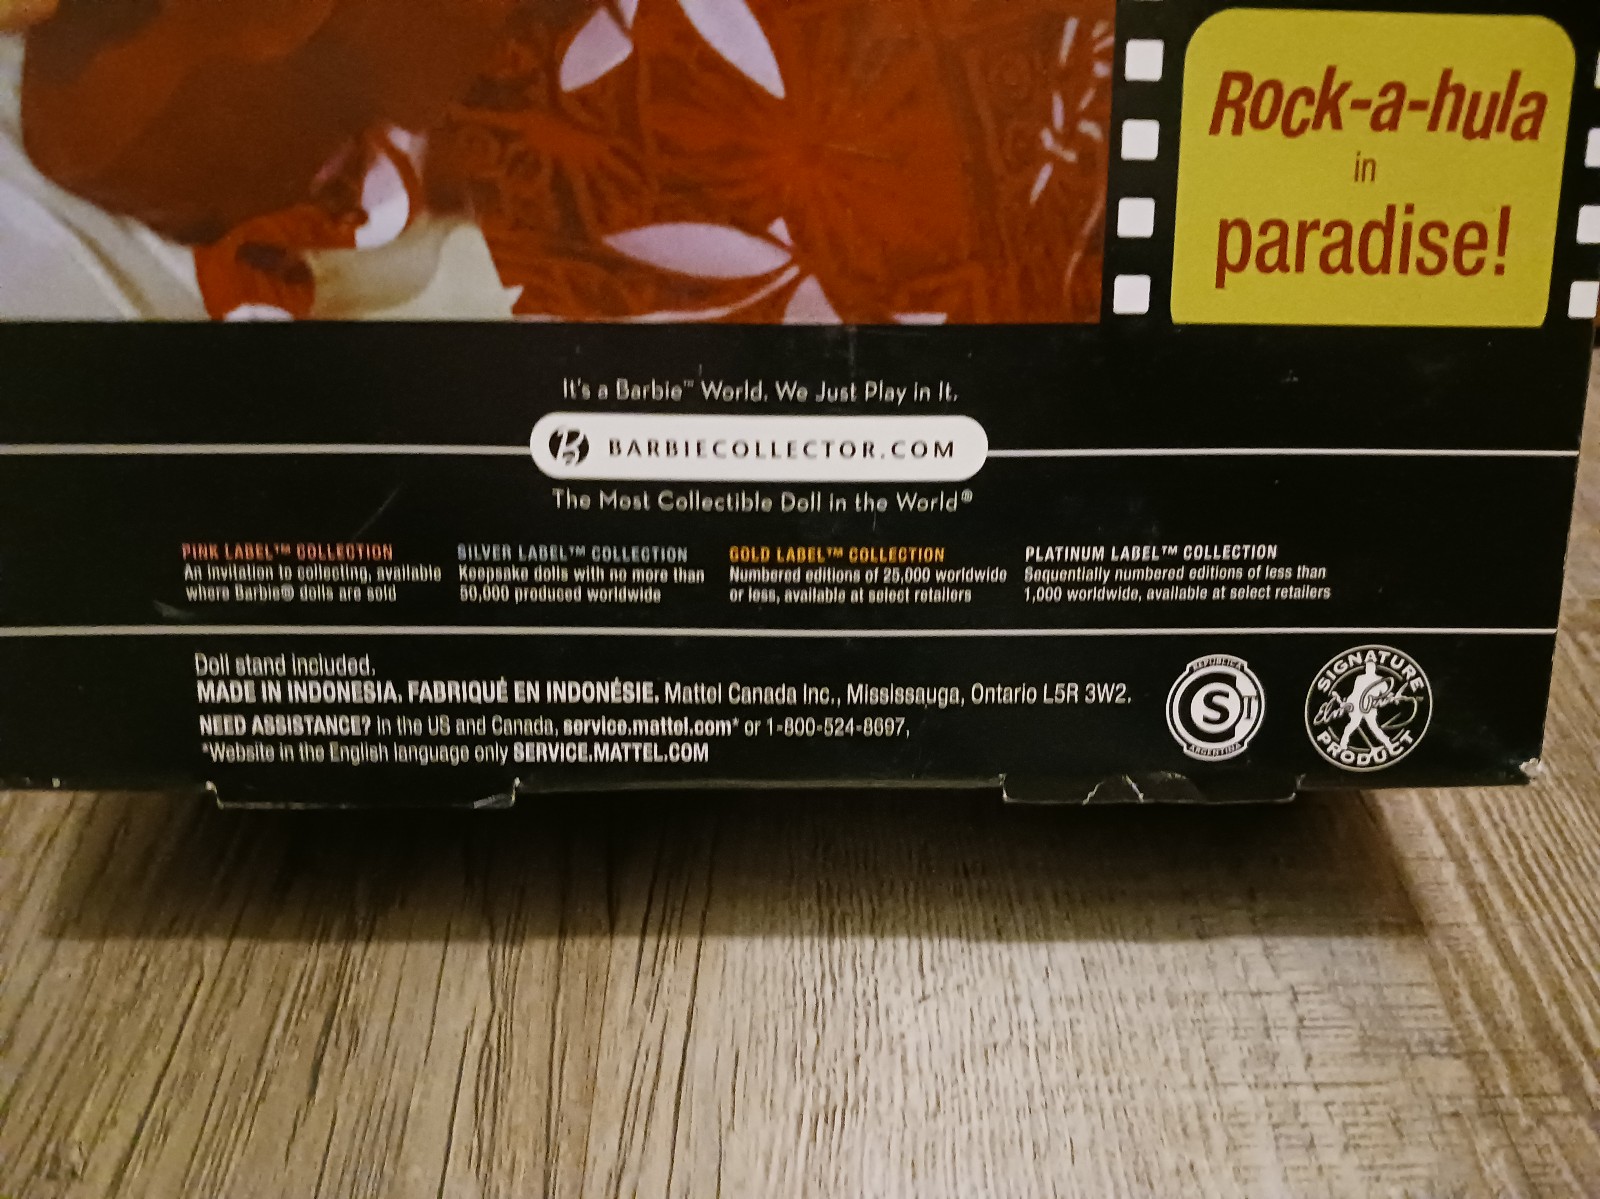 Rock-a-hula
in
paradise!
It's a Barbie™ World. We Just Play in It.
B BARBIECOLLECTOR.COM
The Most Collectible Doll in the World®
PINK LABEL™ COLLECTION
An invitation to collecting, available
where Barbie® dolls are sold
SILVER LABEL™ COLLECTION
Keepsake dolls with no more than
50,000 produced worldwide
GOLD LABEL™ COLLECTION
Numbered editions of 25,000 worldwide
or less, available at select retailers
PLATINUM LABEL™ COLLECTION
Sequentially numbered editions of less than
1,000 worldwide, available at select retailers
Doll stand included.
MADE IN INDONESIA. FABRIQUÉ EN INDONÉSIE. Mattel Canada Inc., Mississauga, Ontario L5R 3W2.
NEED ASSISTANCE? In the US and Canada, service.mattel.com* or 1-800-524-8697,
*Website in the English language only SERVICE.MATTEL.COM
REPUBLICA
S
ARGENTINA
SIGNATURE
Elvis Presley
PRODUCT